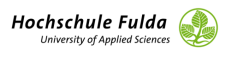 Hochschule Fulda
University of Applied Sciences